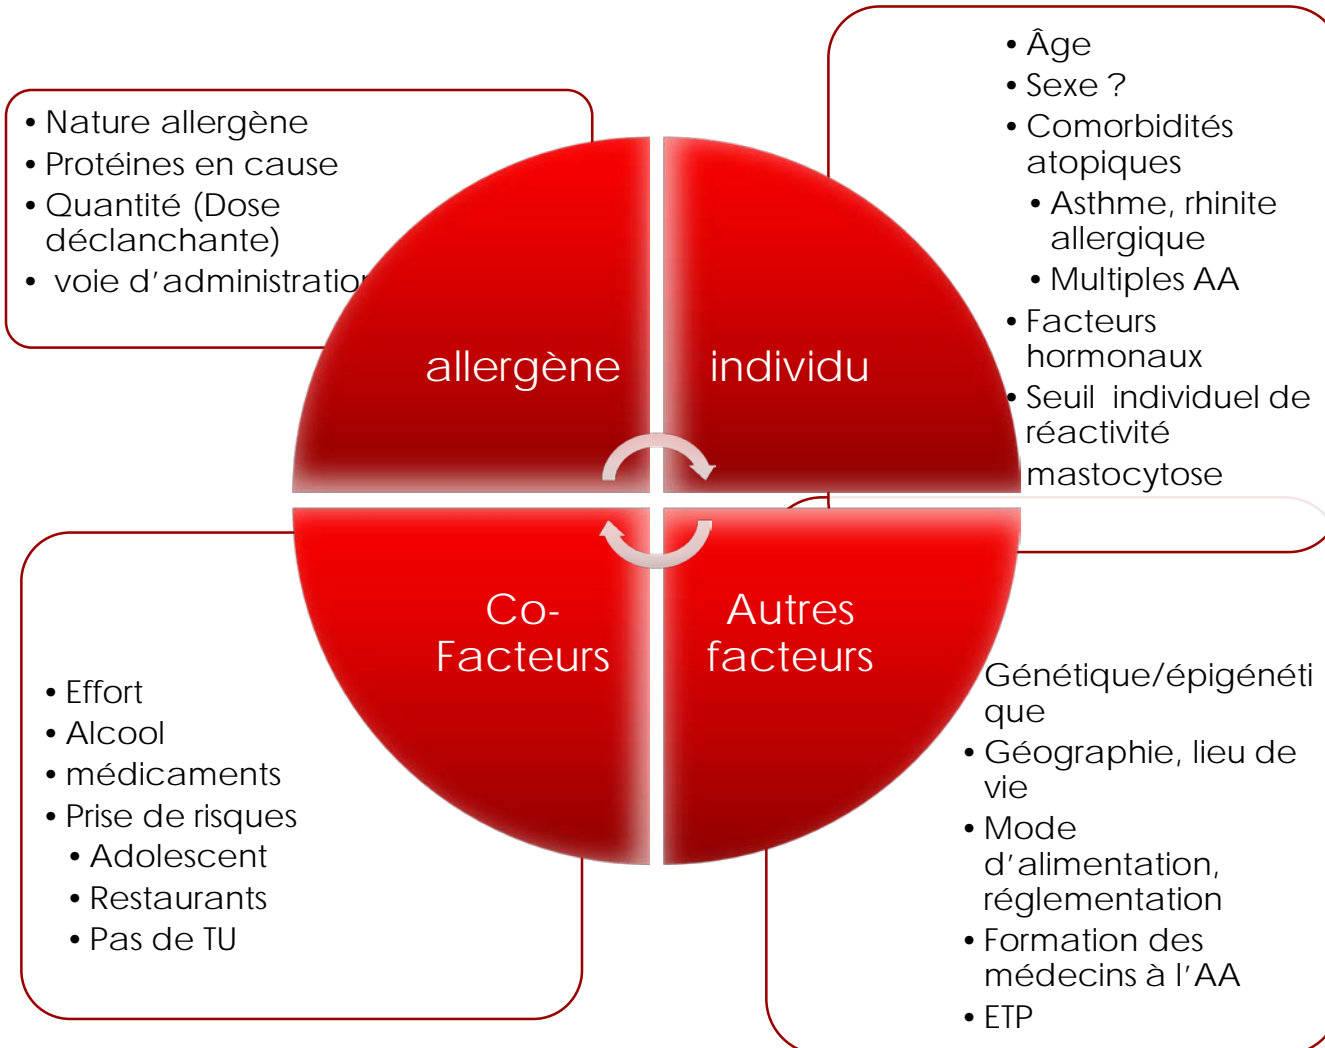 • Nature allergène
• Protéines en cause
• Quantité (Dose
déclanchante)
• voie d'administration
• Âge
• Sexe ?
• Comorbidités
atopiques
• Asthme, rhinite
allergique
• Multiples AA
• Facteurs
hormonaux
• Seuil individuel de
réactivité
mastocytose
allergène
individu
Co-
Facteurs
Autres
facteurs
• Effort
• Alcool
• médicaments
• Prise de risques
• Adolescent
• Restaurants
• Pas de TU
Génétique/épigénéti
que
• Géographie, lieu de
vie
• Mode
d'alimentation,
réglementation
• Formation des
médecins à l'AA
• ETP